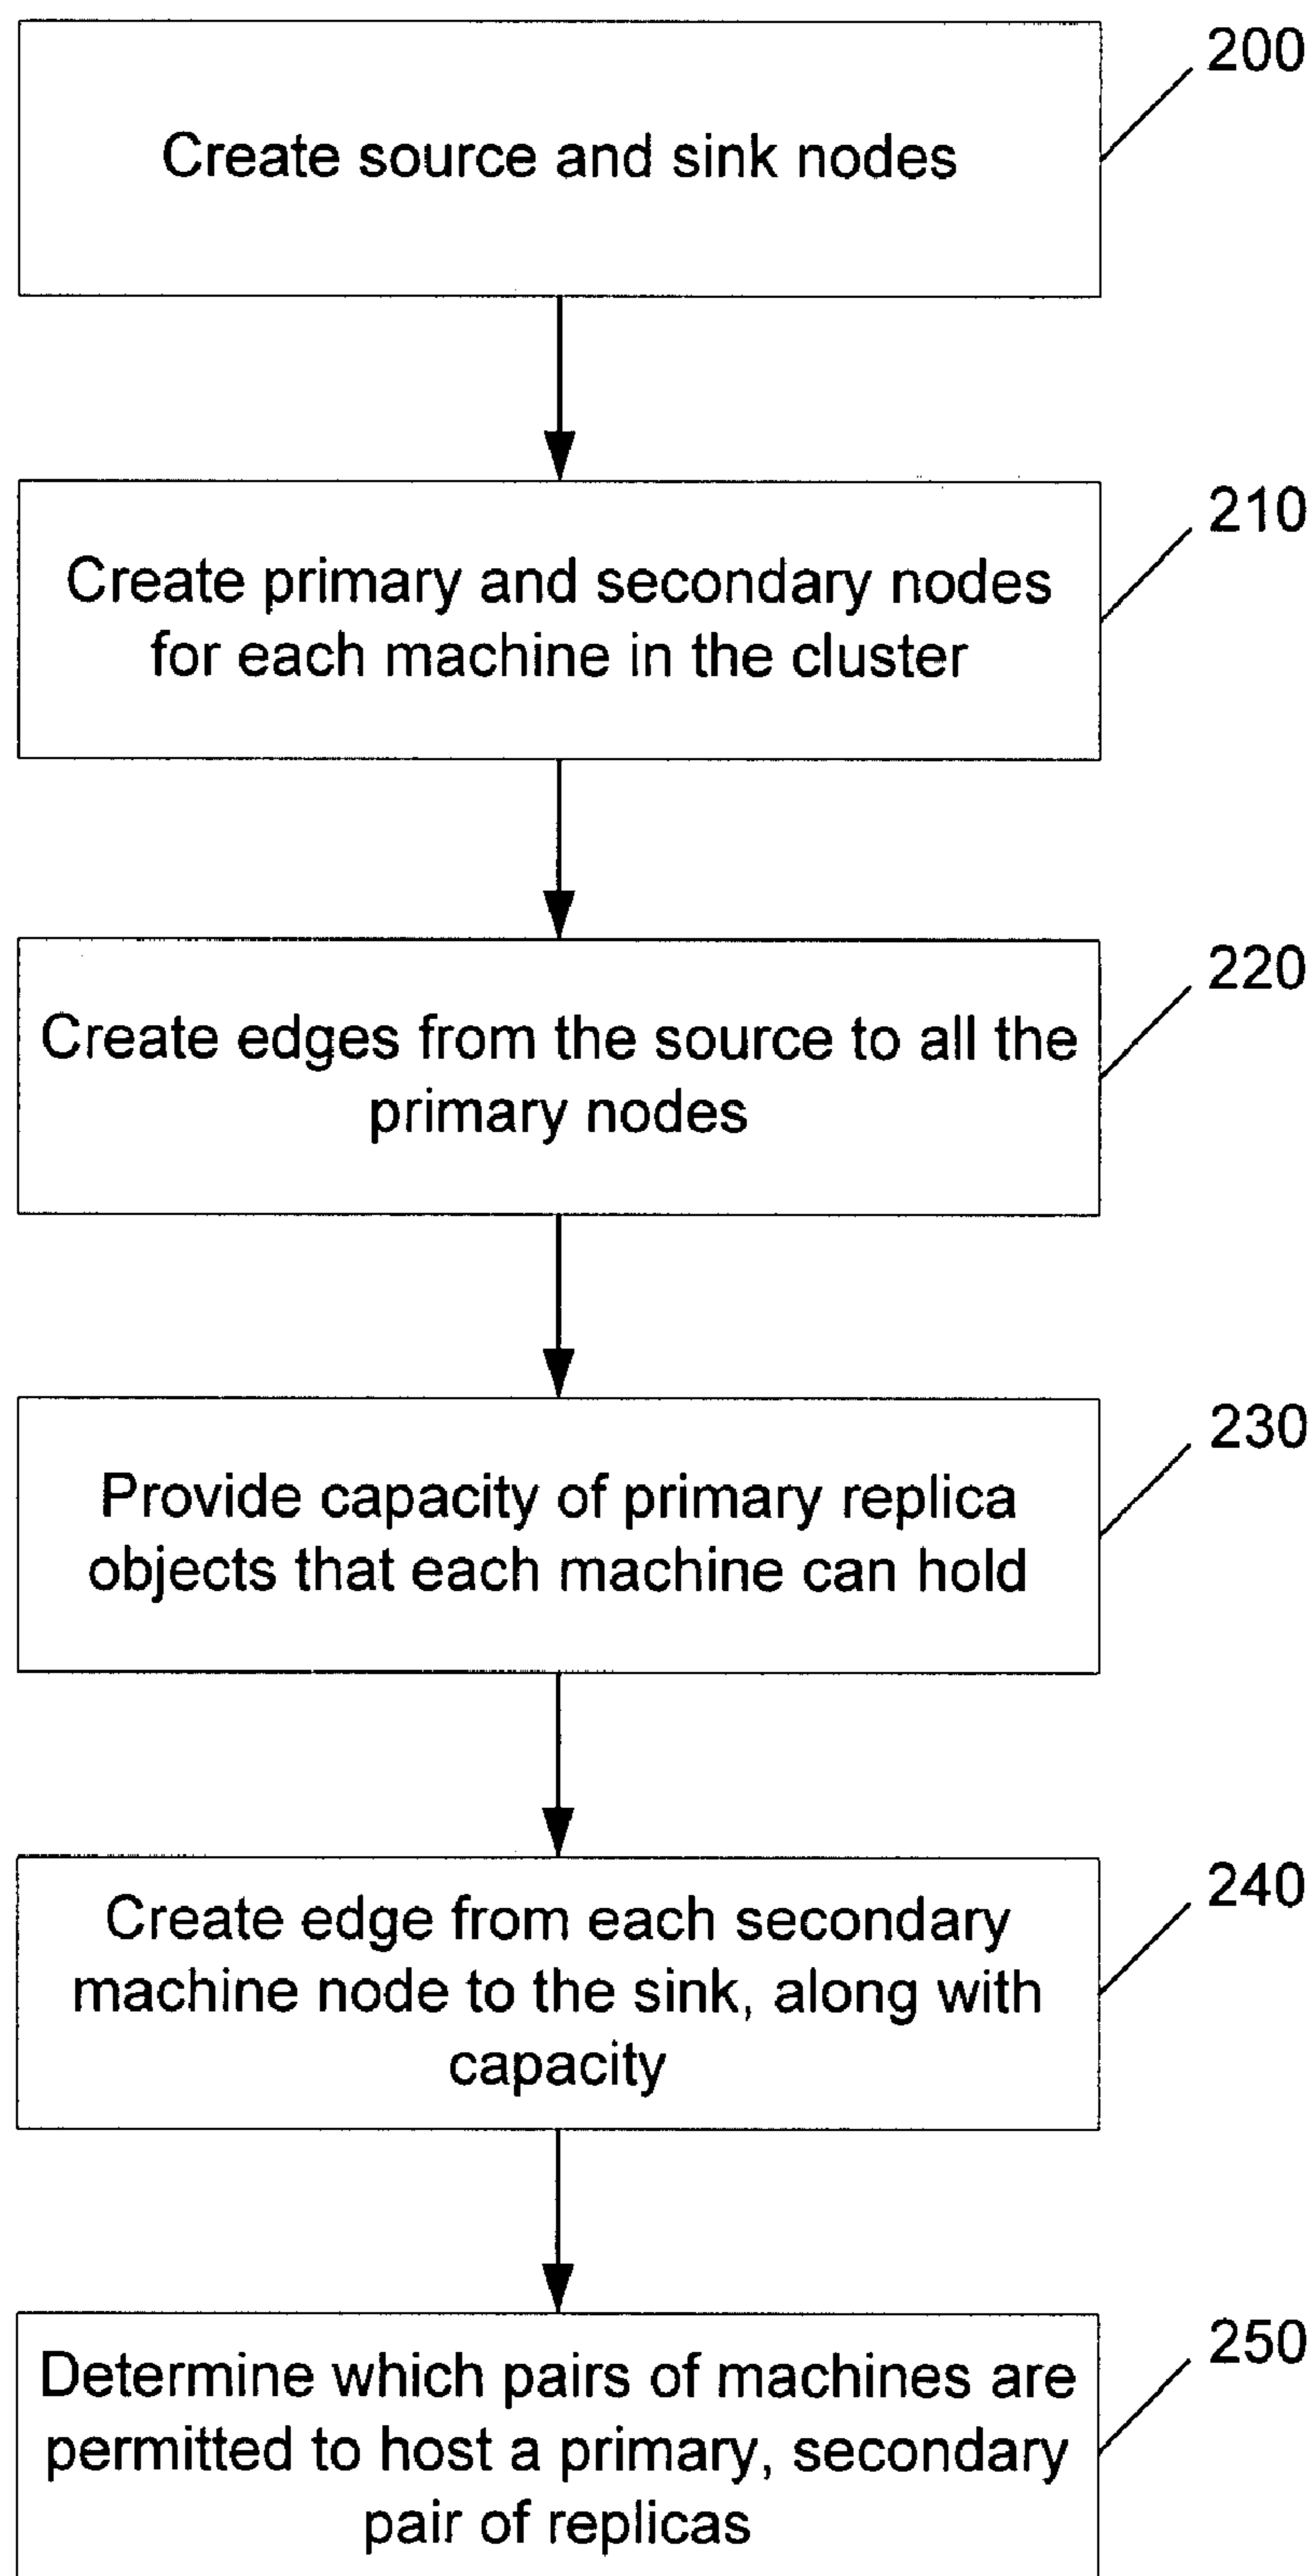 200
Create source and sink nodes
210
Create primary and secondary nodes
for each machine in the cluster
220
Create edges from the source to all the
primary nodes
230
Provide capacity of primary replica
objects that each machine can hold
240
Create edge from each secondary
machine node to the sink, along with
capacity
250
Determine which pairs of machines are
permitted to host a primary, secondary
pair of replicas